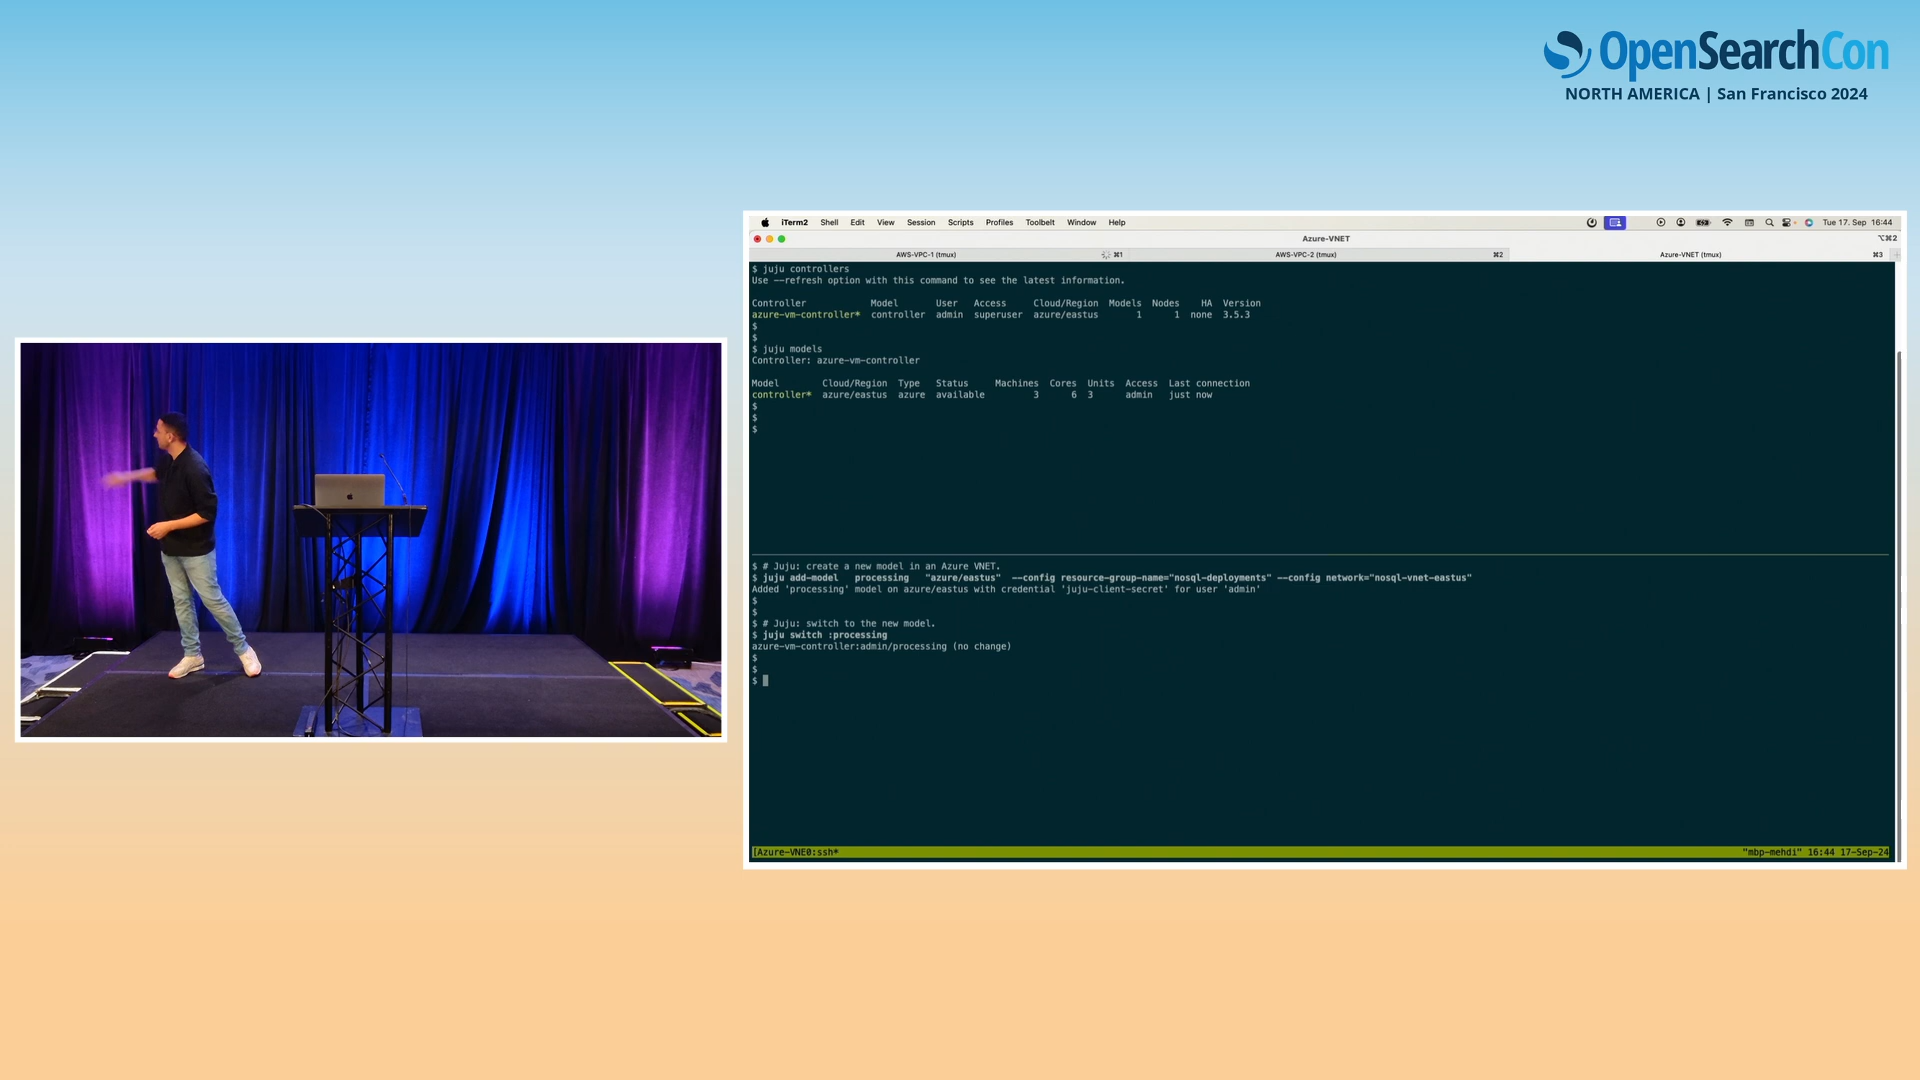 OpenSearchCon
NORTH AMERICA | San Francisco 2024
iTerm2 Shell Edit View Session Scripts Profiles Toolbelt Window Help
Tue 17. Sep 16:44
Azure-VNET
⌥⌘2
AWS-VPC-1 (tmux) ⌘1 AWS-VPC-2 (tmux) ⌘2 Azure-VNET (tmux) ⌘3
$ juju controllers
Use --refresh option with this command to see the latest information.
Controller Model User Access Cloud/Region Models Nodes HA Version
azure-vm-controller* controller admin superuser azure/eastus 1 1 none 3.5.3
$
$
$ juju models
Controller: azure-vm-controller
Model Cloud/Region Type Status Machines Cores Units Access Last connection
controller* azure/eastus azure available 3 6 3 admin just now
$
$
$
$ # Juju: create a new model in an Azure VNET.
$ juju add-model processing "azure/eastus" --config resource-group-name="nosql-deployments" --config network="nosql-vnet-eastus"
Added 'processing' model on azure/eastus with credential 'juju-client-secret' for user 'admin'
$
$
$ # Juju: switch to the new model.
$ juju switch :processing
azure-vm-controller:admin/processing (no change)
$
$
$
[Azure-VNE0:ssh* "mbp-mehdi" 16:44 17-Sep-24